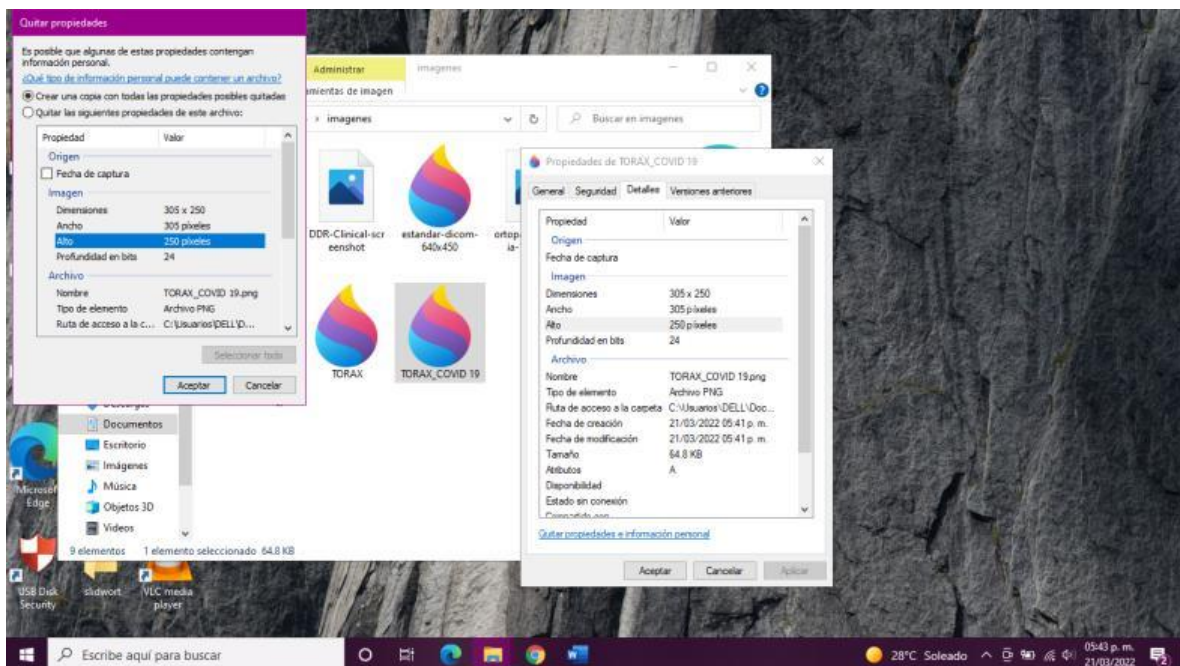 Quitar propiedades
Es posible que algunas de estas propiedades contengan
información personal.
¿Qué tipo de información personal puede contener un archivo?
Crear una copia con todas las propiedades posibles quitadas
Quitar las siguientes propiedades de este archivo:
Propiedad Valor
Origen
Fecha de captura
Imagen
Dimensiones 305 x 250
Ancho 305 píxeles
Alto 250 píxeles
Profundidad en bits 24
Archivo
Nombre TORAX_COVID 19.png
Tipo de elemento Archivo PNG
Ruta de acceso a la c... C:\Usuarios\DELL\D...
Seleccionar todo
Aceptar Cancelar
Administrar imagenes
amientas de imagen
> imagenes
Buscar en imagenes
DDR-Clinical-scr
eenshot
estandar-dicom-
640x450
ortop
ia-
TORAX
TORAX_COVID 19
Documentos
Escritorio
Imágenes
Música
Objetos 3D
Videos
9 elementos 1 elemento seleccionado 64.8 KB
Propiedades de TORAX_COVID 19
General Seguridad Detalles Versiones anteriores
Propiedad Valor
Origen
Fecha de captura
Imagen
Dimensiones 305 x 250
Ancho 305 píxeles
Alto 250 píxeles
Profundidad en bits 24
Archivo
Nombre TORAX_COVID 19.png
Tipo de elemento Archivo PNG
Ruta de acceso a la carpeta C:\Usuarios\DELL\Doc...
Fecha de creación 21/03/2022 05:41 p. m.
Fecha de modificación 21/03/2022 05:41 p. m.
Tamaño 64.8 KB
Atributos A
Disponibilidad
Estado sin conexión
Quitar propiedades e información personal
Aceptar Cancelar Aplicar
Microsoft
Edge
USB Disk
Security
slidwort
VLC media
player
Escribe aquí para buscar
28°C Soleado
05:43 p. m.
21/03/2022